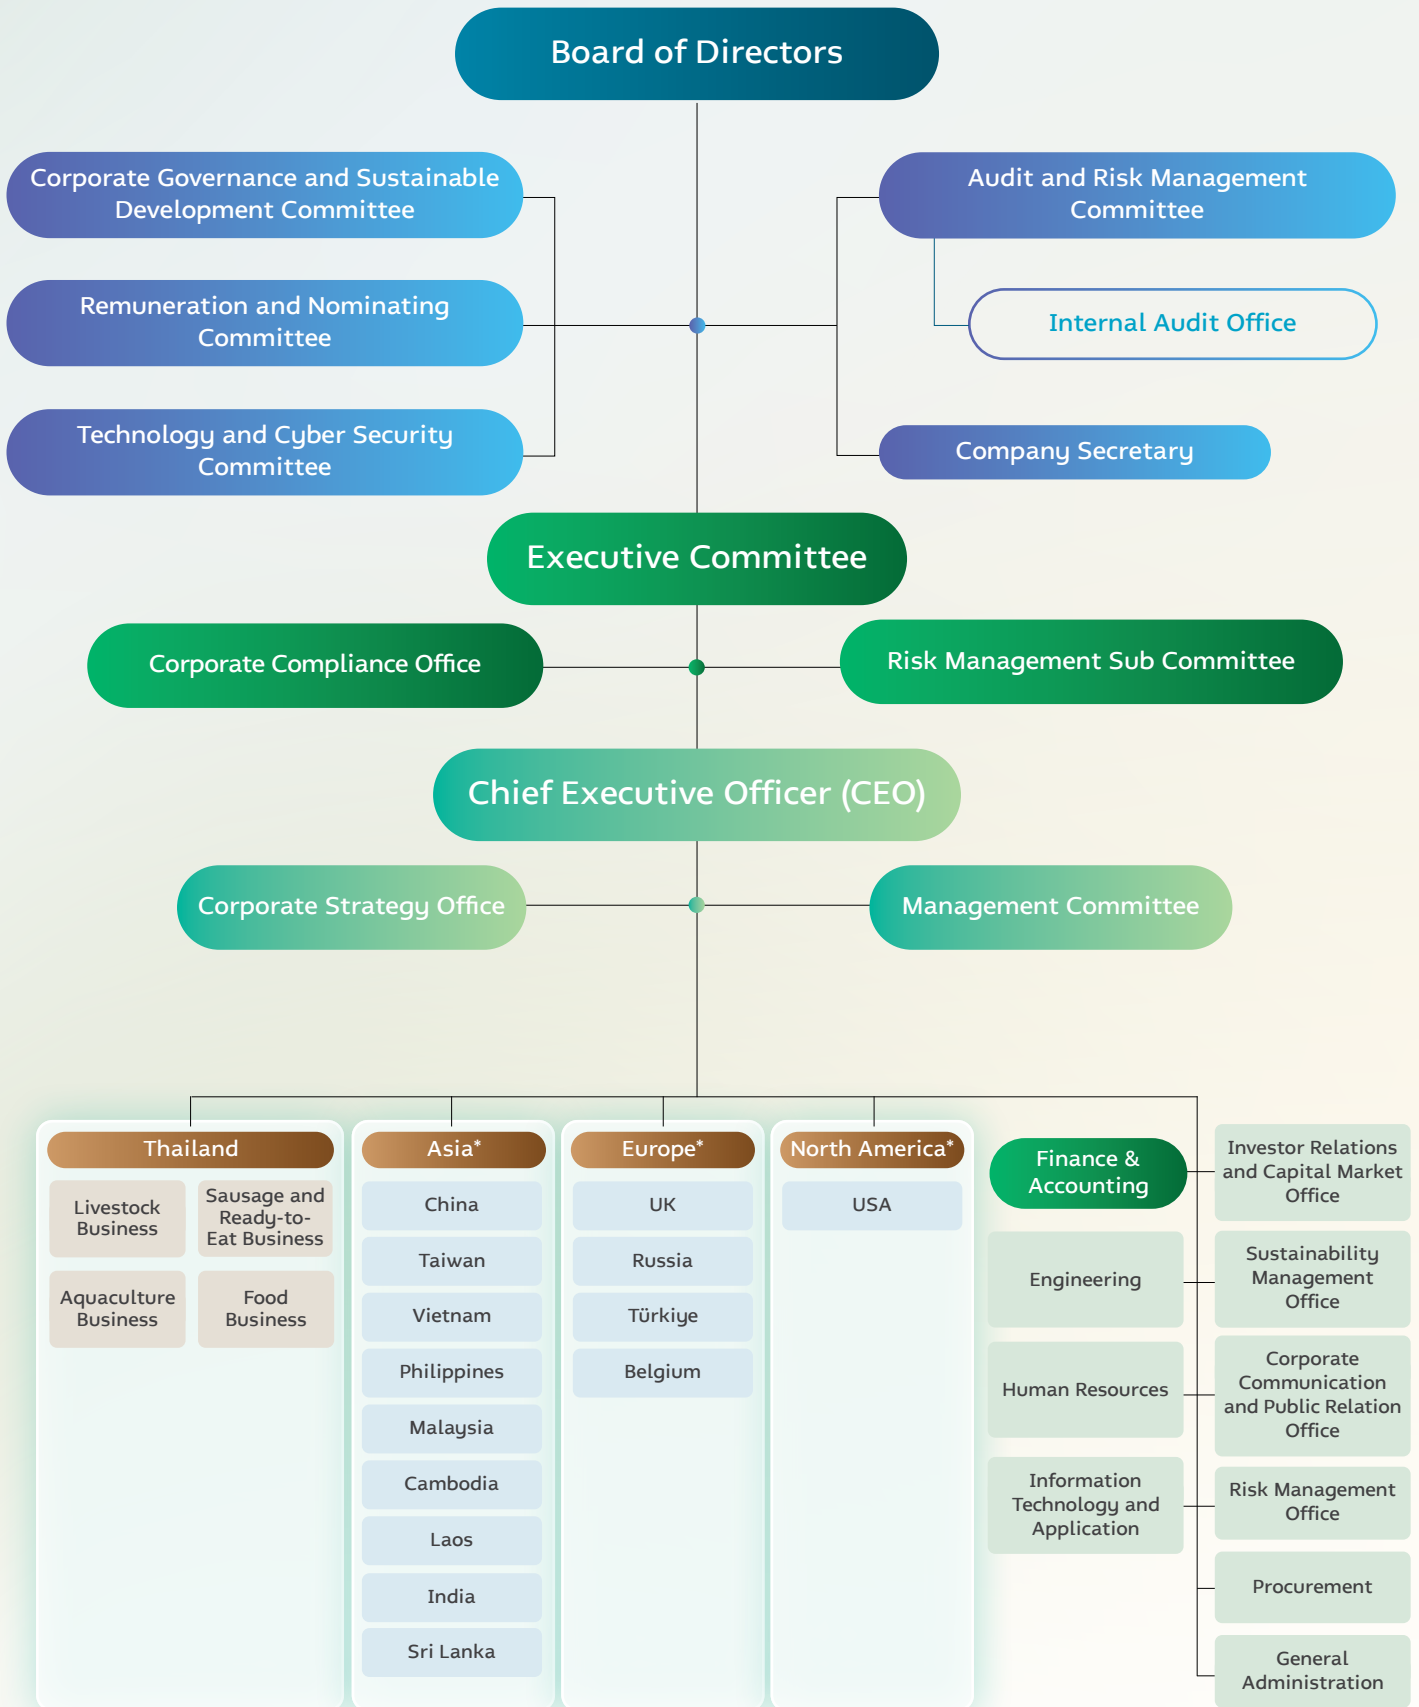 Board of Directors
Corporate Governance and Sustainable
Development Committee
Audit and Risk Management
Committee
Remuneration and Nominating
Committee
Internal Audit Office
Technology and Cyber Security
Committee
Company Secretary
Executive Committee
Corporate Compliance Office
Risk Management Sub Committee
Chief Executive Officer (CEO)
Corporate Strategy Office
Management Committee
Thailand
Livestock
Business
Sausage and
Ready-to-
Eat Business
Aquaculture
Business
Food
Business
Asia*
China
Taiwan
Vietnam
Philippines
Malaysia
Cambodia
Laos
India
Sri Lanka
Europe*
UK
Russia
Türkiye
Belgium
North America*
USA
Finance &
Accounting
Engineering
Human Resources
Information
Technology and
Application
Investor Relations
and Capital Market
Office
Sustainability
Management
Office
Corporate
Communication
and Public Relation
Office
Risk Management
Office
Procurement
General
Administration